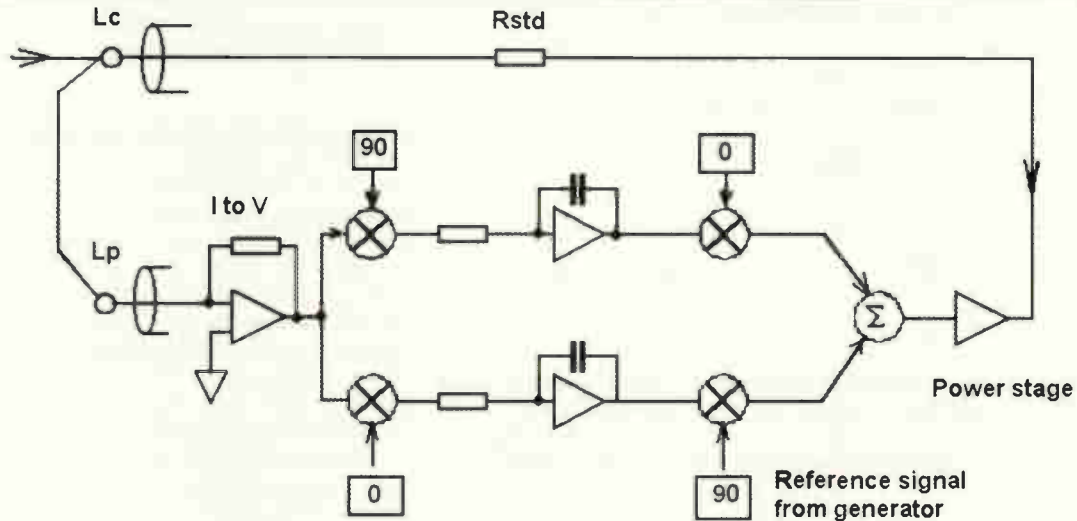 Lc
Rstd
90
0
I to V
Lp
Σ
Power stage
0
90
Reference signal
from generator